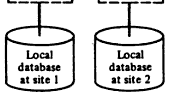 Local
database
at site 1
Local
database
at site 2